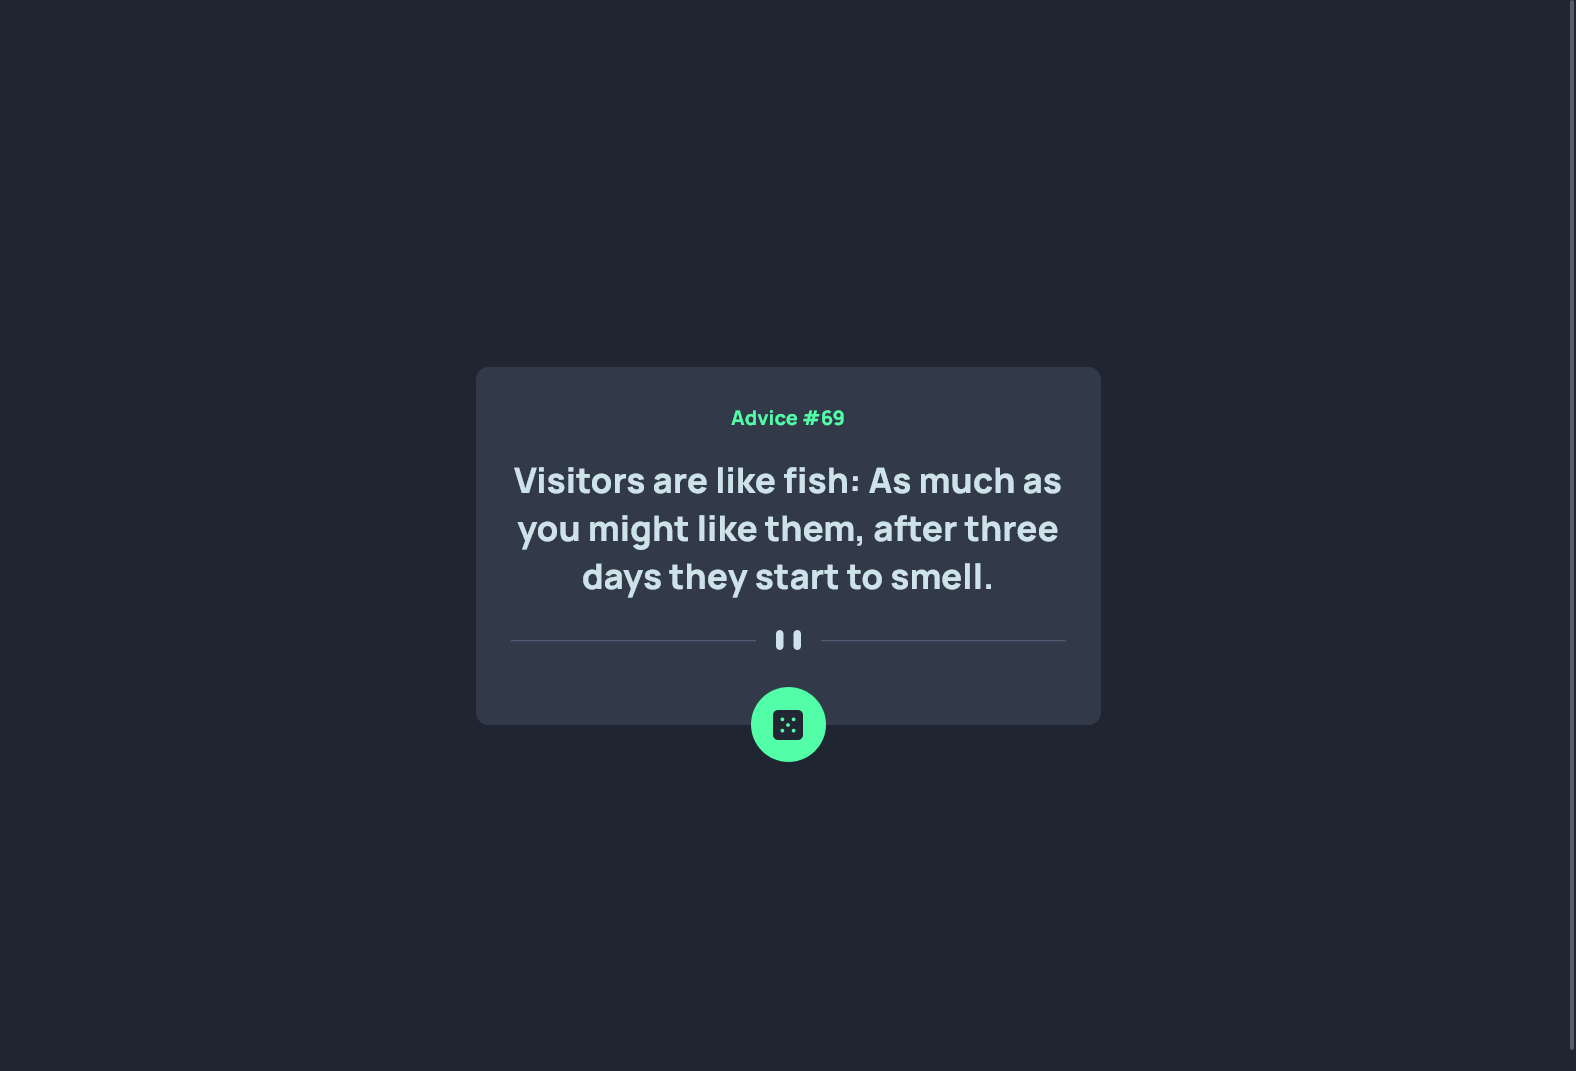 Advice #69
Visitors are like fish: As much as
you might like them, after three
days they start to smell.